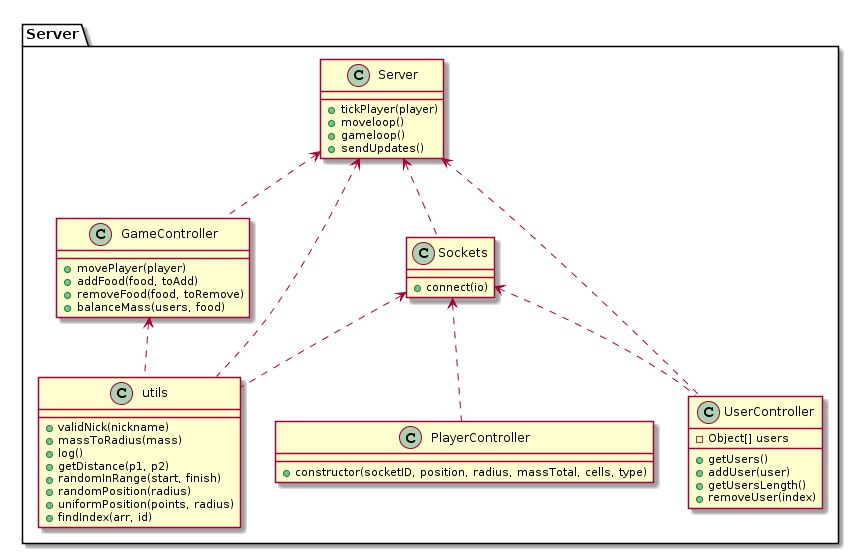 Server
C Server
tickPlayer(player)
moveloop()
gameloop()
sendUpdates()
C GameController
movePlayer(player)
addFood(food, toAdd)
removeFood(food, toRemove)
balanceMass(users, food)
C Sockets
connect(io)
C utils
validNick(nickname)
massToRadius(mass)
log()
getDistance(p1, p2)
randomInRange(start, finish)
randomPosition(radius)
uniformPosition(points, radius)
findIndex(arr, id)
C PlayerController
constructor(socketID, position, radius, massTotal, cells, type)
C UserController
Object[] users
getUsers()
addUser(user)
getUsersLength()
removeUser(index)